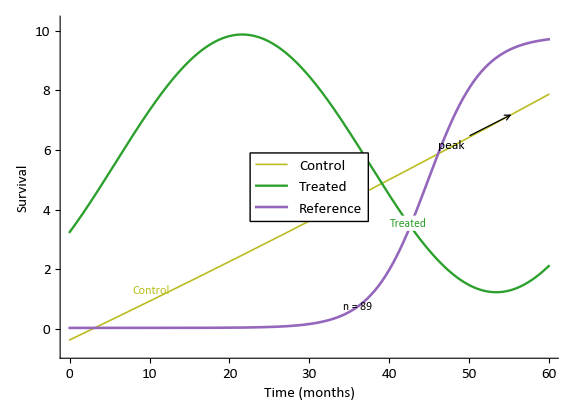 10
8
6
4
2
0
Survival
Control
Treated
Reference
peak
Treated
Control
n = 89
0
10
20
30
40
50
60
Time (months)